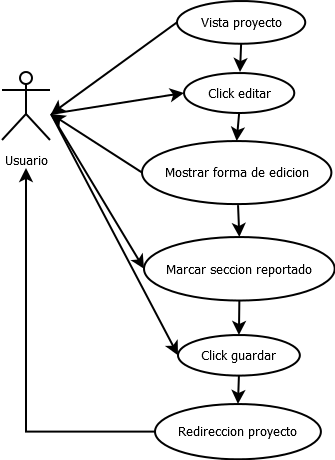 Vista proyecto
Click editar
Usuario
Mostrar forma de edicion
Marcar seccion reportado
Click guardar
Redireccion proyecto